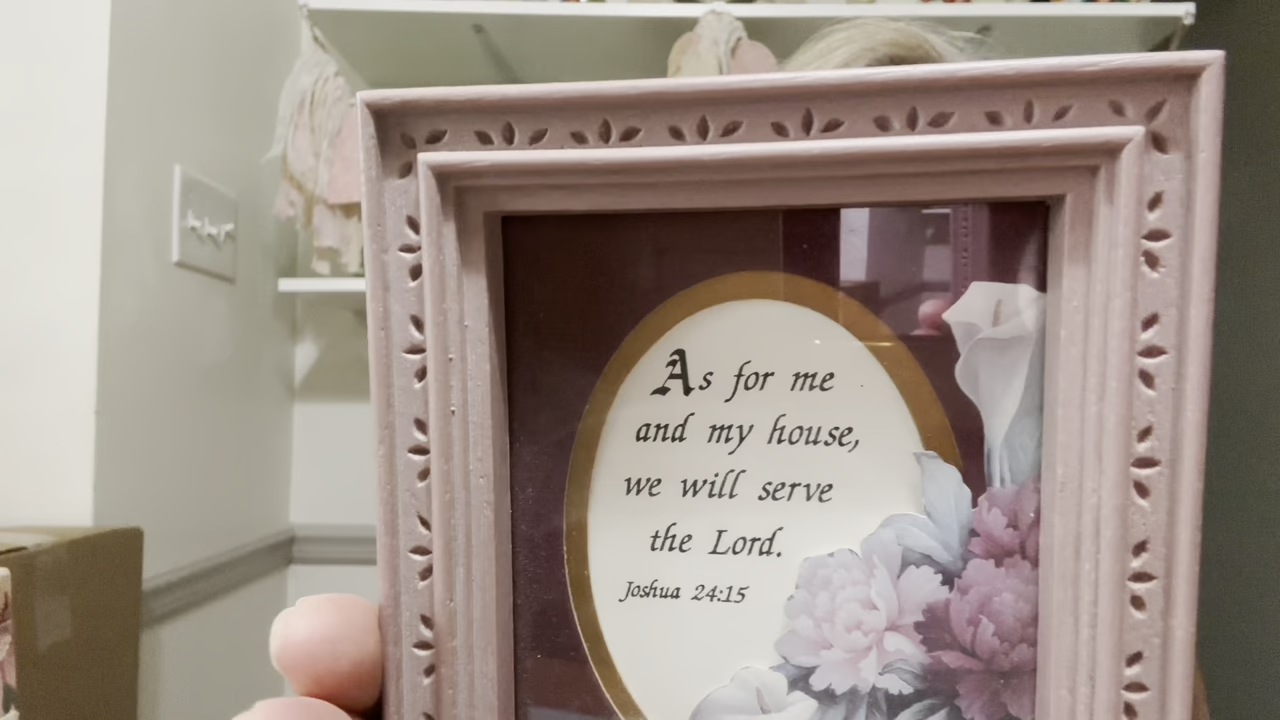 As for me
and my house,
we will serve
the Lord.
Joshua 24:15